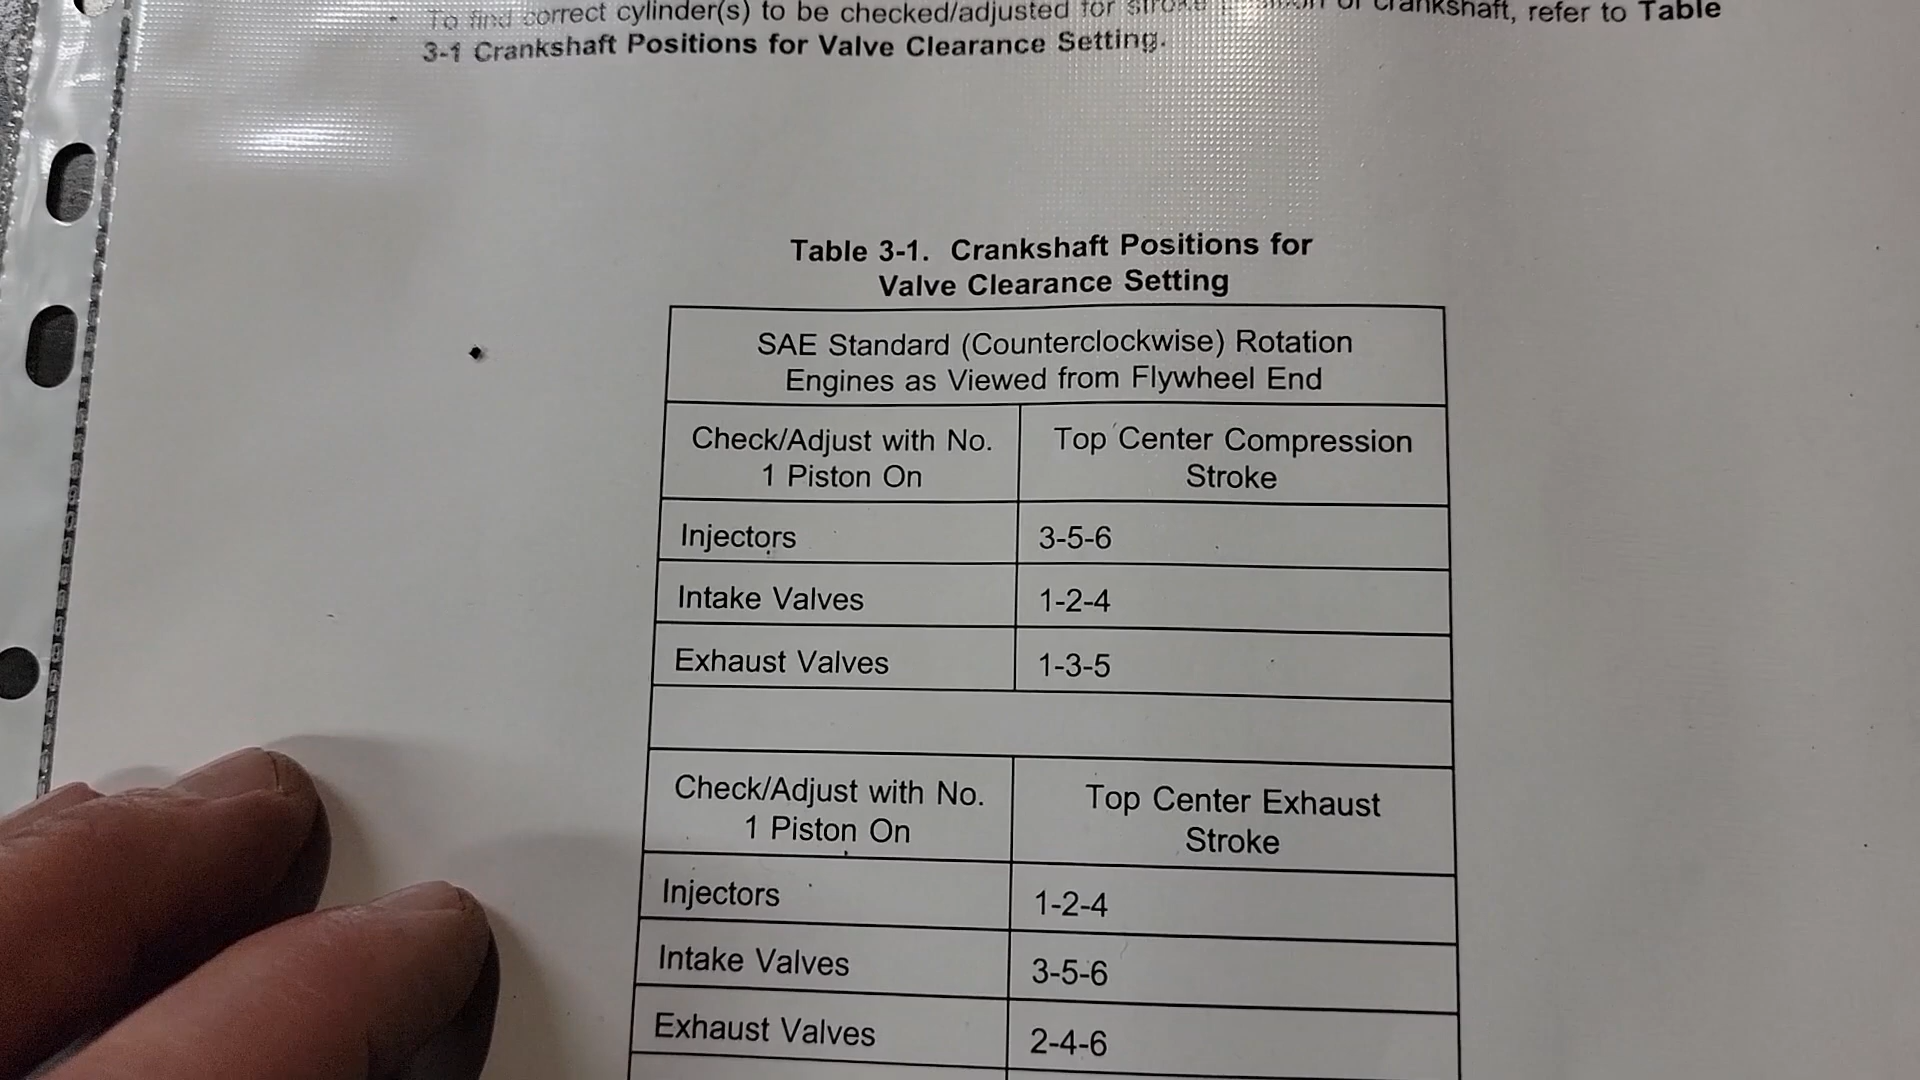 To find correct cylinder(s) to be checked/adjusted for stroke of crankshaft, refer to Table
3-1 Crankshaft Positions for Valve Clearance Setting.
Table 3-1. Crankshaft Positions for
Valve Clearance Setting
SAE Standard (Counterclockwise) Rotation
Engines as Viewed from Flywheel End
Check/Adjust with No.
1 Piston On
Top Center Compression
Stroke
Injectors
3-5-6
Intake Valves
1-2-4
Exhaust Valves
1-3-5
Check/Adjust with No.
1 Piston On
Top Center Exhaust
Stroke
Injectors
1-2-4
Intake Valves
3-5-6
Exhaust Valves
2-4-6